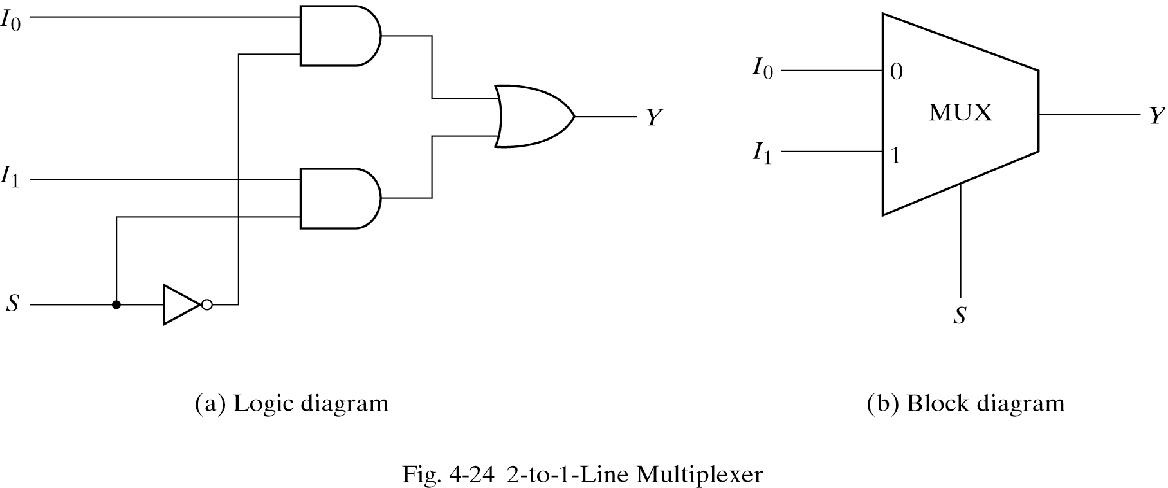 I0
I1
S
Y
I0
I1
0
1
MUX
Y
S
(a) Logic diagram
(b) Block diagram
Fig. 4-24 2-to-1-Line Multiplexer